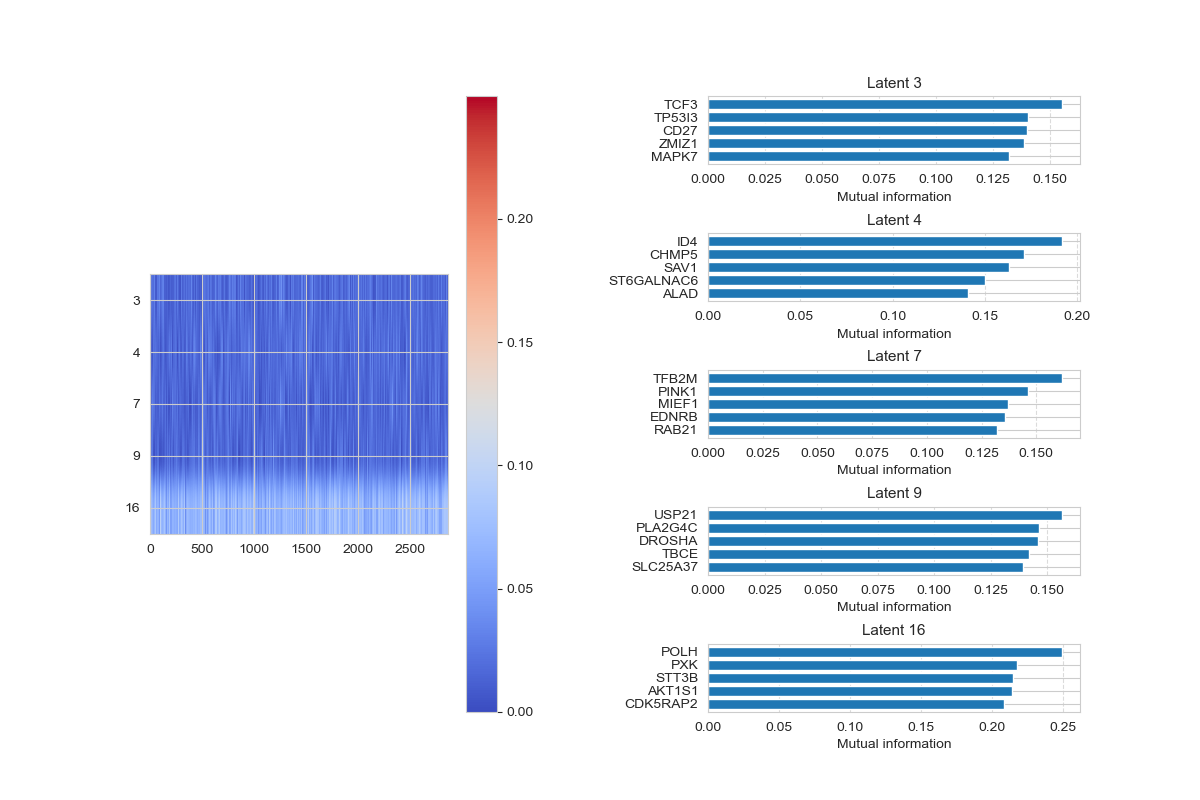 3
4
7
9
16
0 500 1000 1500 2000 2500
0.20
0.15
0.10
0.05
0.00
Latent 3
TCF3
TP53I3
CD27
ZMIZ1
MAPK7
0.000 0.025 0.050 0.075 0.100 0.125 0.150
Mutual information
Latent 4
ID4
CHMP5
SAV1
ST6GALNAC6
ALAD
0.00 0.05 0.10 0.15 0.20
Mutual information
Latent 7
TFB2M
PINK1
MIEF1
EDNRB
RAB21
0.000 0.025 0.050 0.075 0.100 0.125 0.150
Mutual information
Latent 9
USP21
PLA2G4C
DROSHA
TBCE
SLC25A37
0.000 0.025 0.050 0.075 0.100 0.125 0.150
Mutual information
Latent 16
POLH
PXK
STT3B
AKT1S1
CDK5RAP2
0.00 0.05 0.10 0.15 0.20 0.25
Mutual information